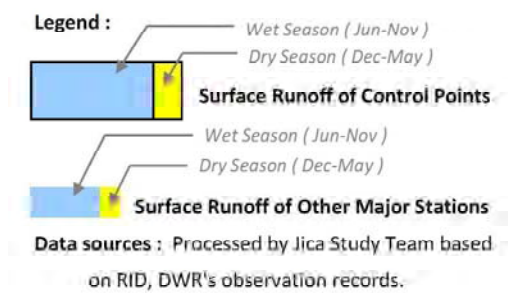 Legend :
Wet Season ( Jun-Nov )
Dry Season ( Dec-May )
Surface Runoff of Control Points
Wet Season ( Jun-Nov )
Dry Season ( Dec-May )
Surface Runoff of Other Major Stations
Data sources : Processed by Jica Study Team based
on RID, DWR's observation records.